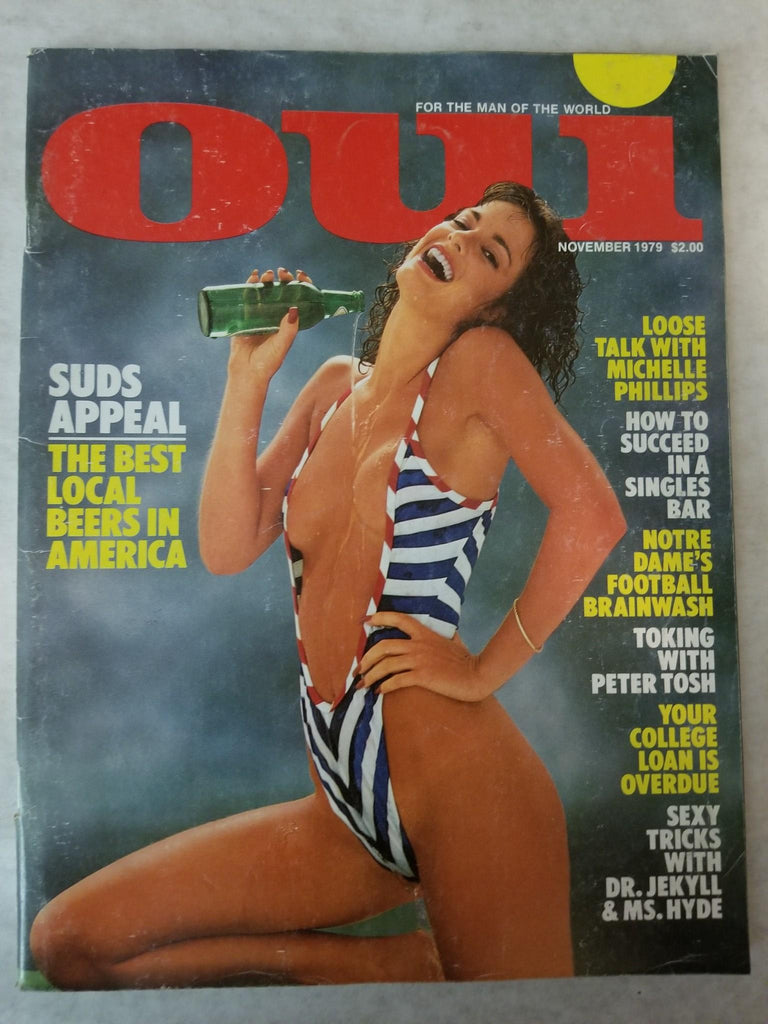 FOR THE MAN OF THE WORLD
OUI
NOVEMBER 1979 $2.00
SUDS
APPEAL
THE BEST
LOCAL
BEERS IN
AMERICA
LOOSE
TALK WITH
MICHELLE
PHILLIPS
HOW TO
SUCCEED
IN A
SINGLES
BAR
NOTRE
DAME'S
FOOTBALL
BRAINWASH
TOKING
WITH
PETER TOSH
YOUR
COLLEGE
LOAN IS
OVERDUE
SEXY
TRICKS
WITH
DR. JEKYLL
& MS. HYDE